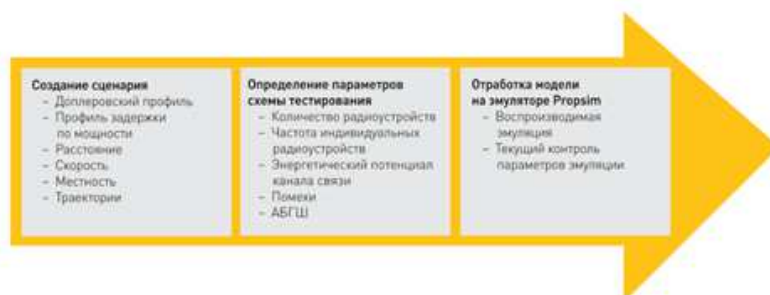 Создание сценария
– Доплеровский профиль
– Профиль задержки
по мощности
– Расстояние
– Скорость
– Местность
– Траектории
Определение параметров
схемы тестирования
– Количество радиоустройств
– Частота индивидуальных
радиоустройств
– Энергетический потенциал
канала связи
– Помехи
– АБГШ
Отработка модели
на эмуляторе Propsim
– Воспроизводимая
эмуляция
– Текущий контроль
параметров эмуляции